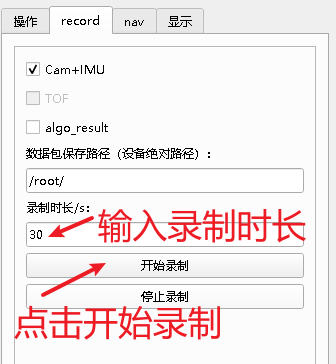 操作 record nav 显示
Cam+IMU
TOF
algo_result
数据包保存路径（设备绝对路径）：
/root/
录制时长/s:
输入录制时长
30
开始录制
停止录制
点击开始录制